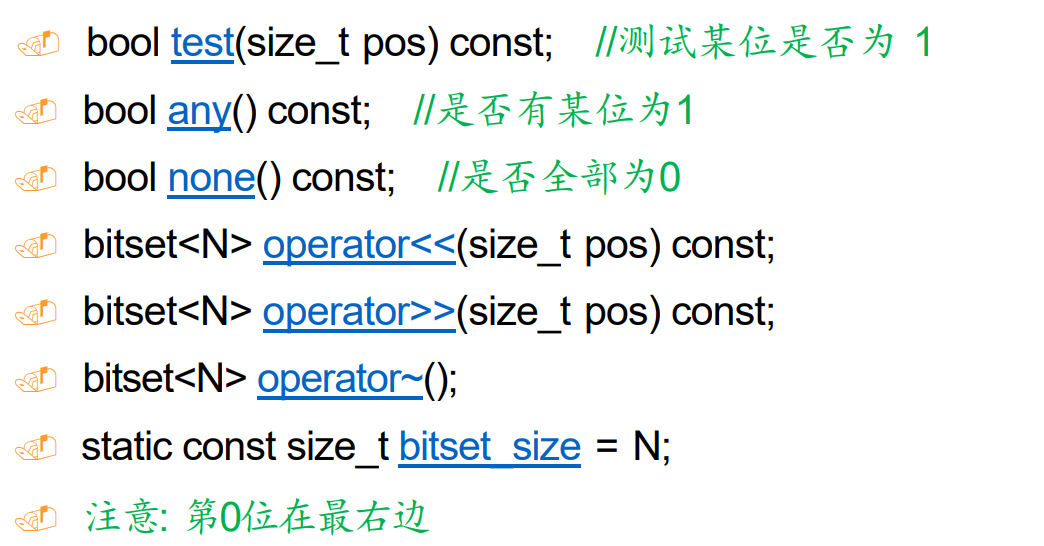 bool test(size_t pos) const; //测试某位是否为 1
bool any() const; //是否有某位为1
bool none() const; //是否全部为0
bitset<N> operator<<(size_t pos) const;
bitset<N> operator>>(size_t pos) const;
bitset<N> operator~();
static const size_t bitset_size = N;
注意: 第0位在最右边